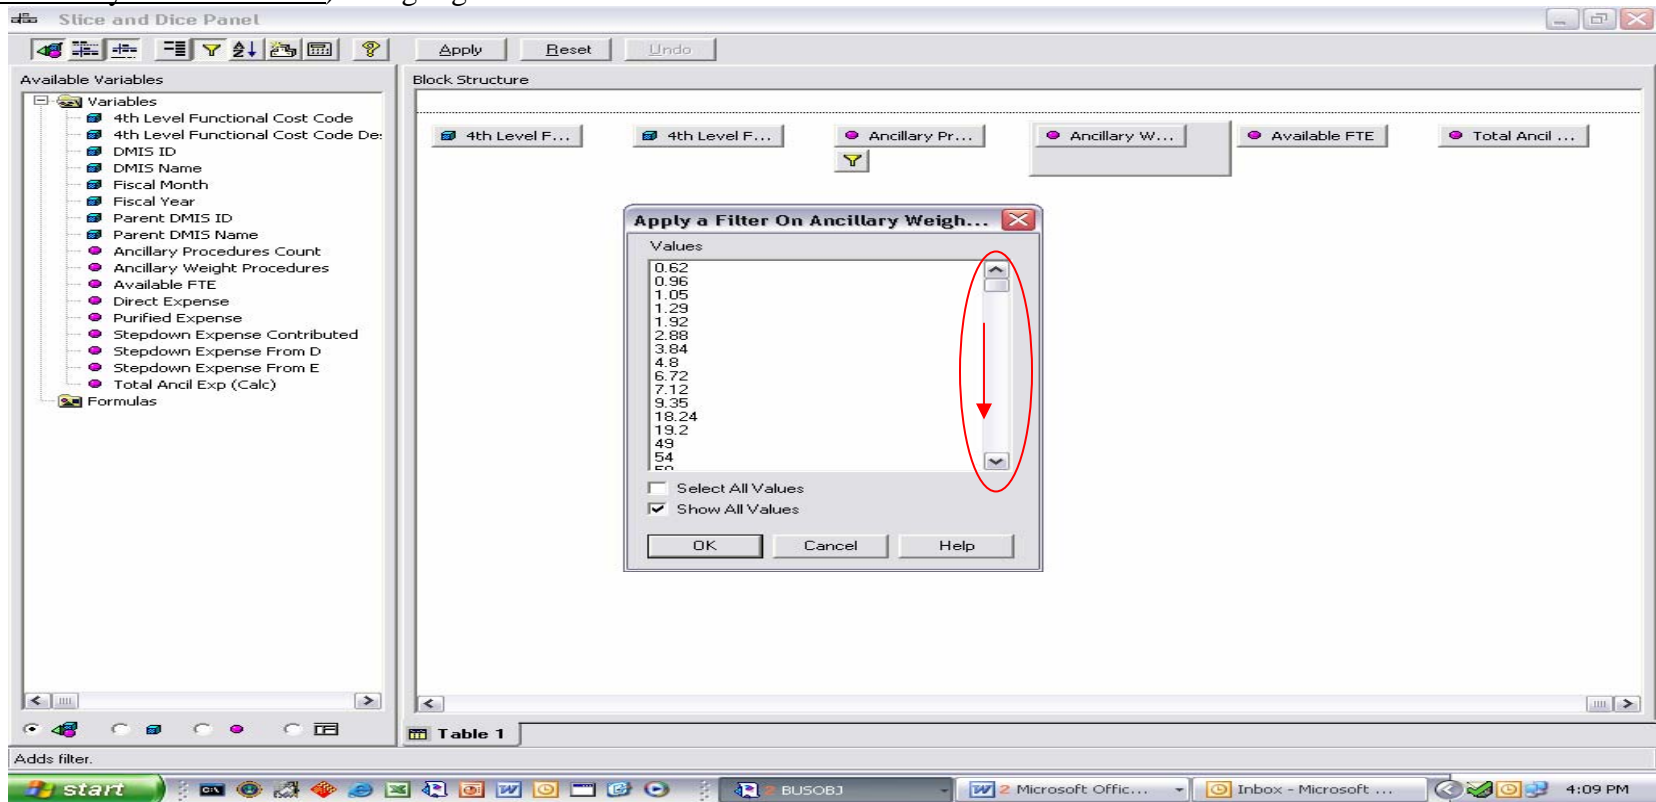 Slice and Dice Panel
Apply
Reset
Undo
Available Variables
Variables
4th Level Functional Cost Code
4th Level Functional Cost Code De:
DMIS ID
DMIS Name
Fiscal Month
Fiscal Year
Parent DMIS ID
Parent DMIS Name
Ancillary Procedures Count
Ancillary Weight Procedures
Available FTE
Direct Expense
Purified Expense
Stepdown Expense Contributed
Stepdown Expense From D
Stepdown Expense From E
Total Ancil Exp (Calc)
Formulas
Block Structure
4th Level F...
4th Level F...
Ancillary Pr...
Ancillary W...
Available FTE
Total Ancil ...
Apply a Filter On Ancillary Weigh...
Values
0.62
0.96
1.05
1.29
1.92
2.88
3.84
4.8
6.72
7.12
9.35
18.24
19.2
49
54
Select All Values
Show All Values
OK
Cancel
Help
Table 1
Adds filter.
start
2 BUSOBJ
2 Microsoft Offic...
Inbox - Microsoft ...
4:09 PM